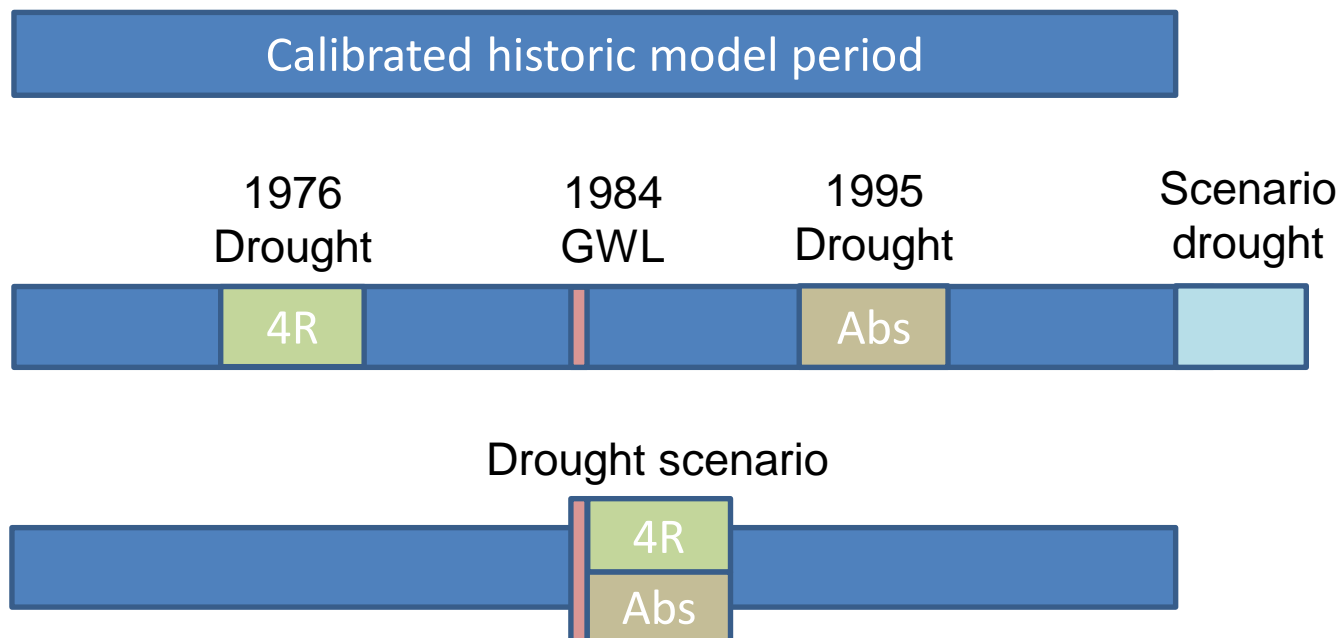 Calibrated historic model period
1976
Drought
1984
GWL
1995
Drought
Scenario
drought
4R
Abs
Drought scenario
4R
Abs